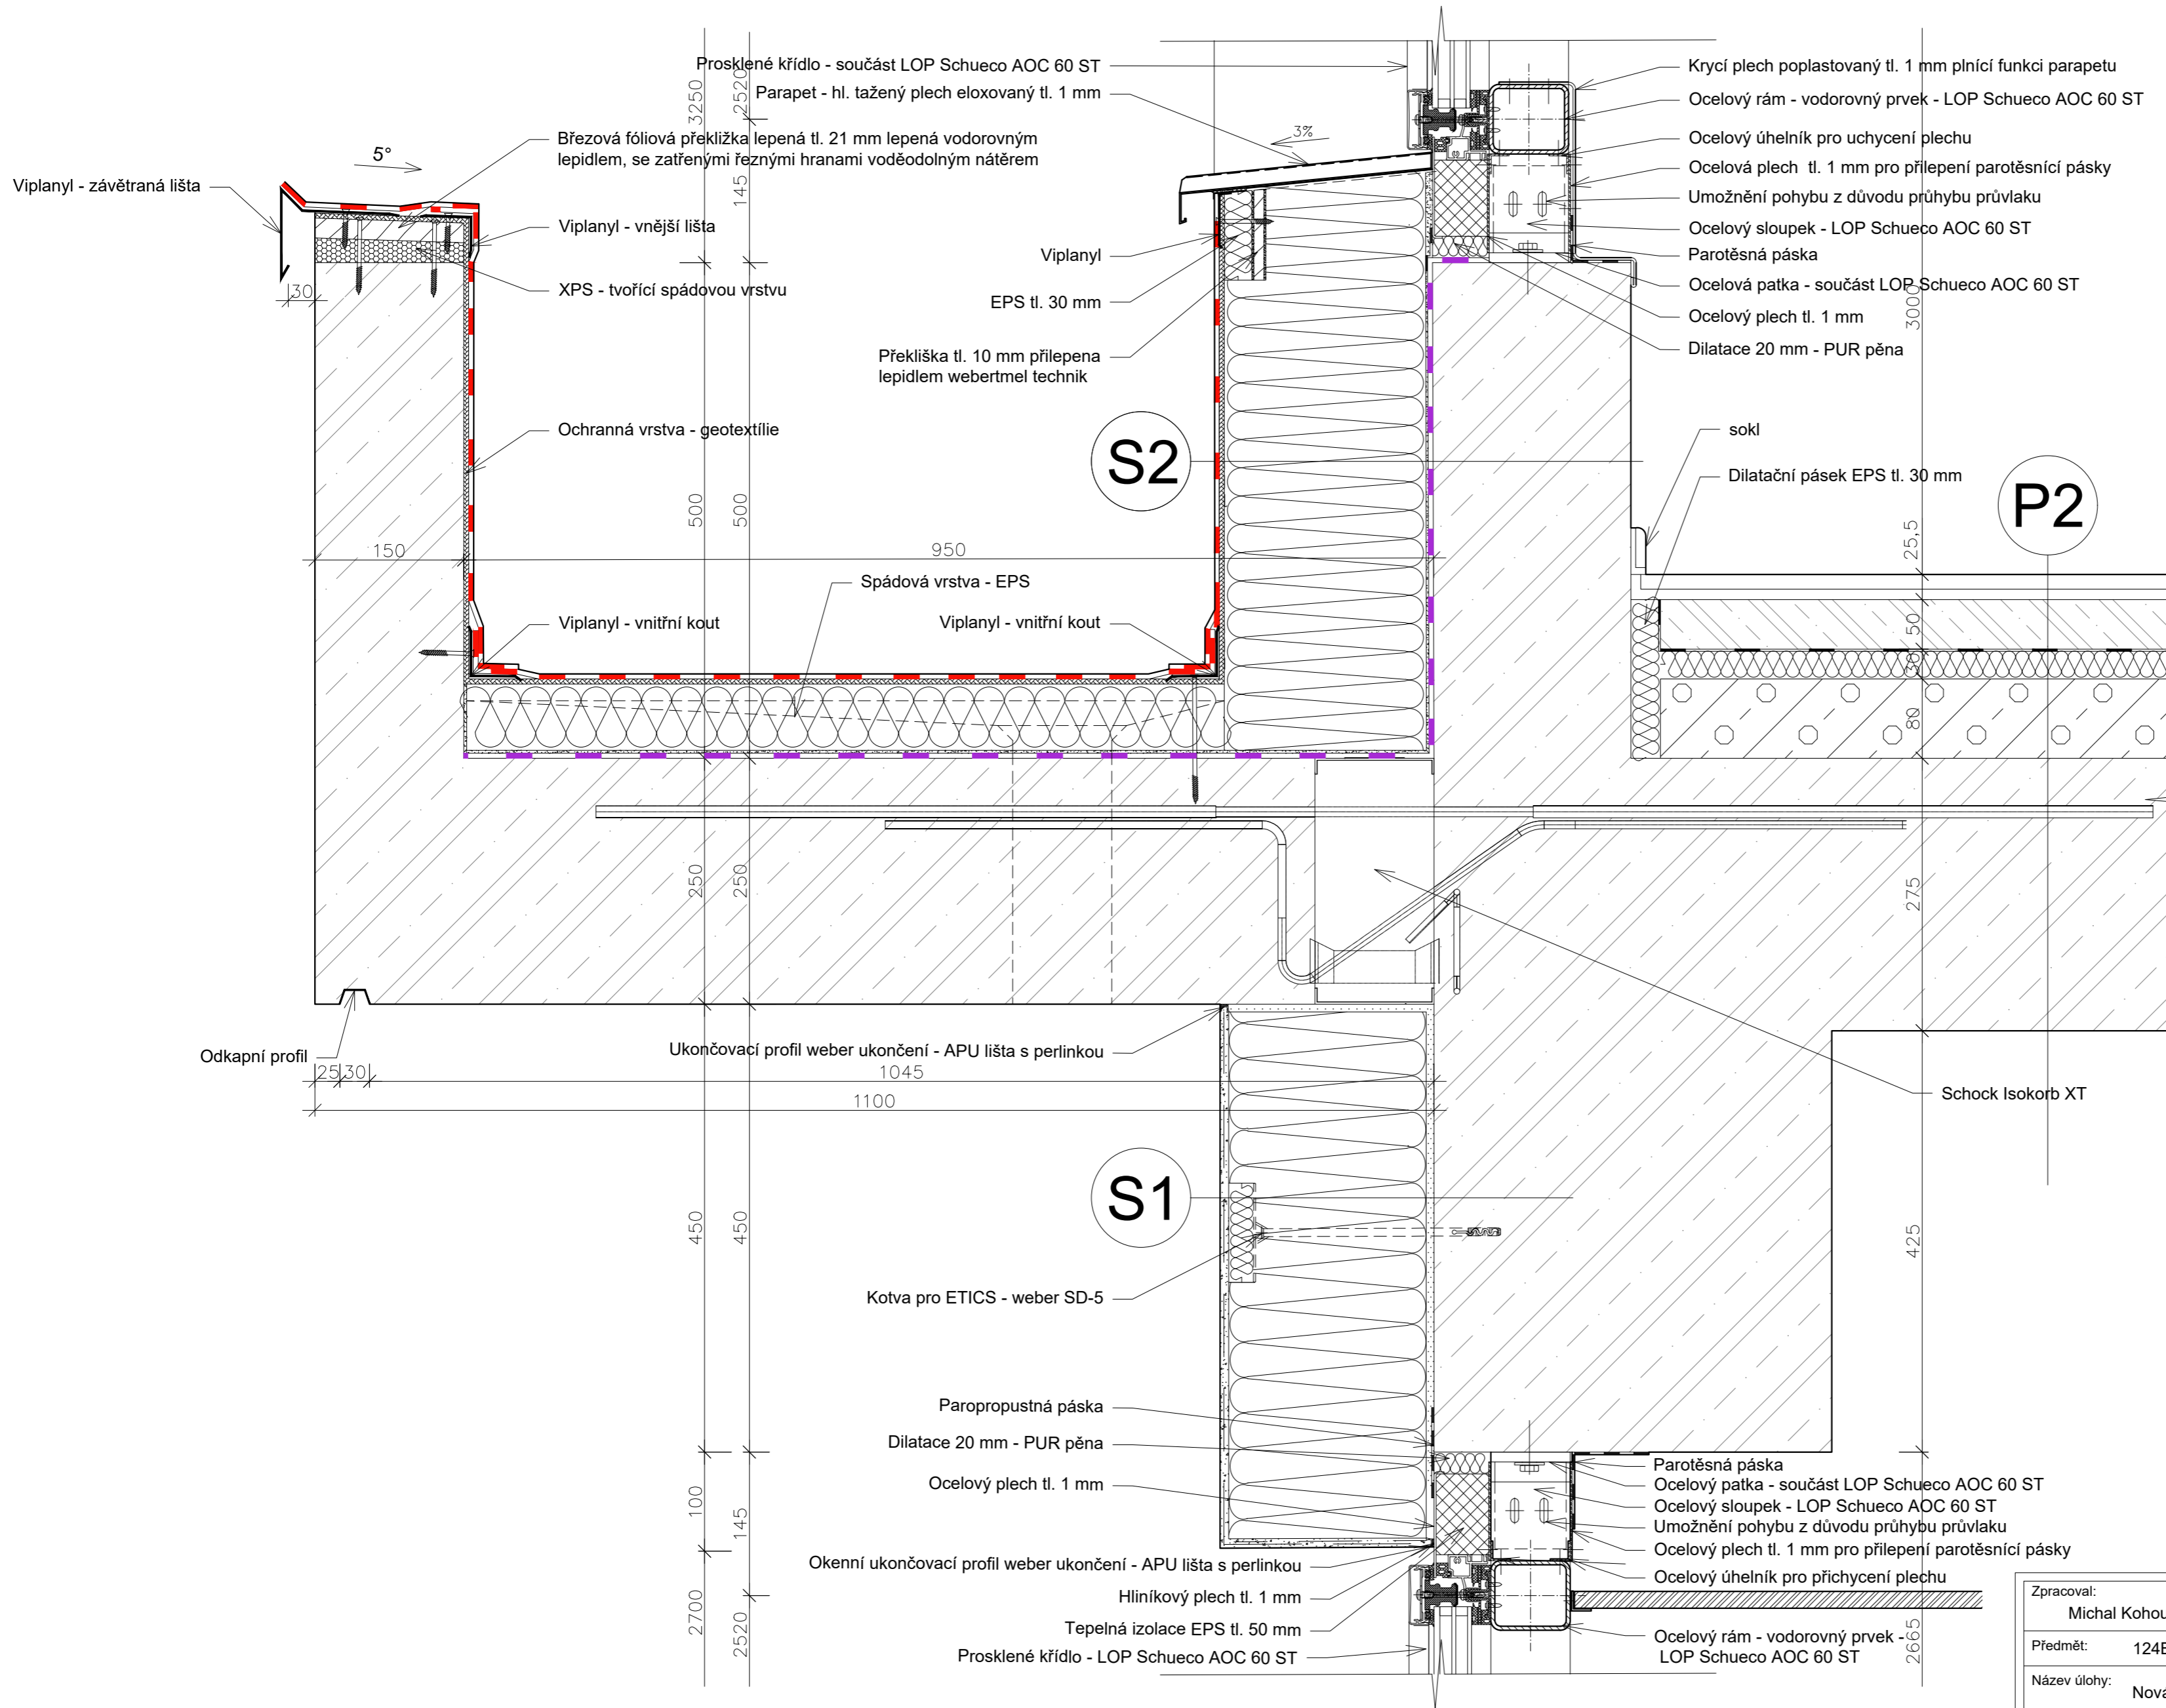 Prosklené křídlo - součást LOP Schueco AOC 60 ST
Parapet - hl. tažený plech eloxovaný tl. 1 mm
Březová fóliová překližka lepená tl. 21 mm lepená vodorovným
lepidlem, se zatřenými řeznými hranami voděodolným nátěrem
5°
3%
Viplanyl - závětraná lišta
Viplanyl - vnější lišta
XPS - tvořící spádovou vrstvu
Viplanyl
EPS tl. 30 mm
Překliška tl. 10 mm přilepena
lepidlem webertmel technik
Ochranná vrstva - geotextílie
Spádová vrstva - EPS
Viplanyl - vnitřní kout
Viplanyl - vnitřní kout
Krycí plech poplastovaný tl. 1 mm plnící funkci parapetu
Ocelový rám - vodorovný prvek - LOP Schueco AOC 60 ST
Ocelový úhelník pro uchycení plechu
Ocelová plech tl. 1 mm pro přilepení parotěsnící pásky
Umožnění pohybu z důvodu průhybu průvlaku
Ocelový sloupek - LOP Schueco AOC 60 ST
Parotěsná páska
Ocelová patka - součást LOP Schueco AOC 60 ST
Ocelový plech tl. 1 mm
Dilatace 20 mm - PUR pěna
sokl
Dilatační pásek EPS tl. 30 mm
S2
P2
S1
3250
2520
145
500
500
250
250
450
450
100
145
2700
2520
30
150
950
25
30
1045
1100
3000
25,5
50
30
80
275
425
2665
Odkapní profil
Ukončovací profil weber ukončení - APU lišta s perlinkou
Schock Isokorb XT
Kotva pro ETICS - weber SD-5
Paropropustná páska
Dilatace 20 mm - PUR pěna
Ocelový plech tl. 1 mm
Okenní ukončovací profil weber ukončení - APU lišta s perlinkou
Hliníkový plech tl. 1 mm
Tepelná izolace EPS tl. 50 mm
Prosklené křídlo - LOP Schueco AOC 60 ST
Parotěsná páska
Ocelový patka - součást LOP Schueco AOC 60 ST
Ocelový sloupek - LOP Schueco AOC 60 ST
Umožnění pohybu z důvodu průhybu průvlaku
Ocelový plech tl. 1 mm pro přilepení parotěsnící pásky
Ocelový úhelník pro přichycení plechu
Ocelový rám - vodorovný prvek -
LOP Schueco AOC 60 ST
Zpracoval:
Michal Kohou
Předmět:
124
Název úlohy:
Nová